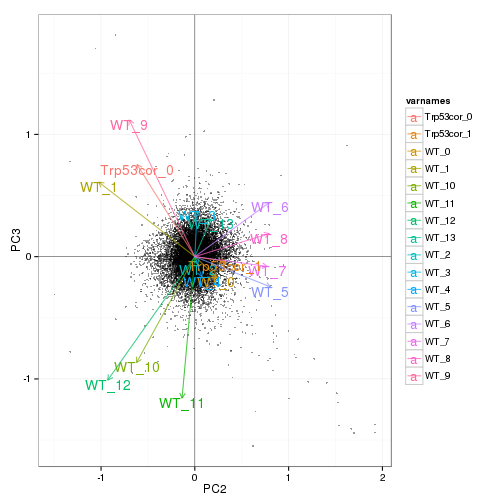 varnames
a Trp53cor_0
a Trp53cor_1
a WT_0
a WT_1
a WT_10
a WT_11
a WT_12
a WT_13
a WT_2
a WT_3
a WT_4
a WT_5
a WT_6
a WT_7
a WT_8
a WT_9
WT_9
Trp53cor_0
WT_1
WT_6
WT_8
Trp53cor_1
WT_7
WT_5
WT_10
WT_12
WT_11
1
0
-1
PC3
-1
0
1
2
PC2